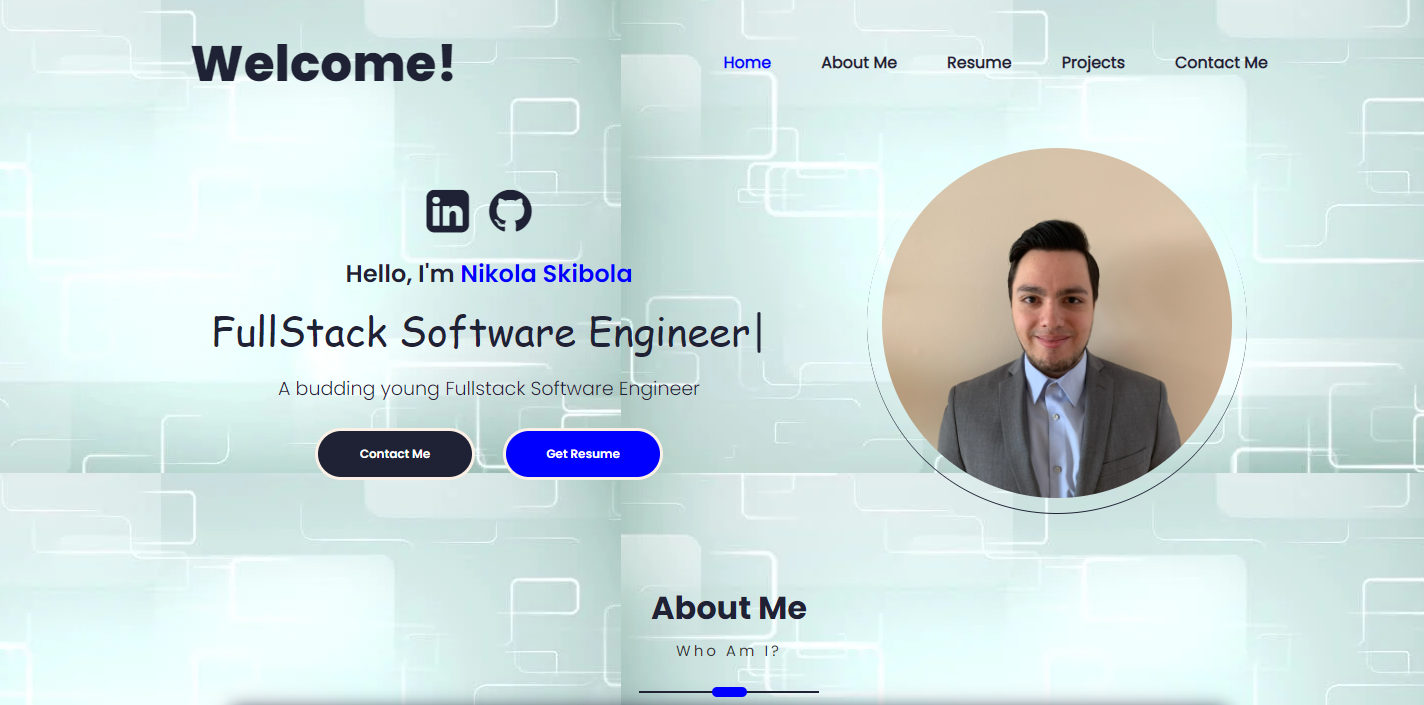 Welcome!
Home About Me Resume Projects Contact Me
in
Hello, I'm Nikola Skibola
FullStack Software Engineer|
A budding young Fullstack Software Engineer
Contact Me Get Resume
About Me
Who Am I?